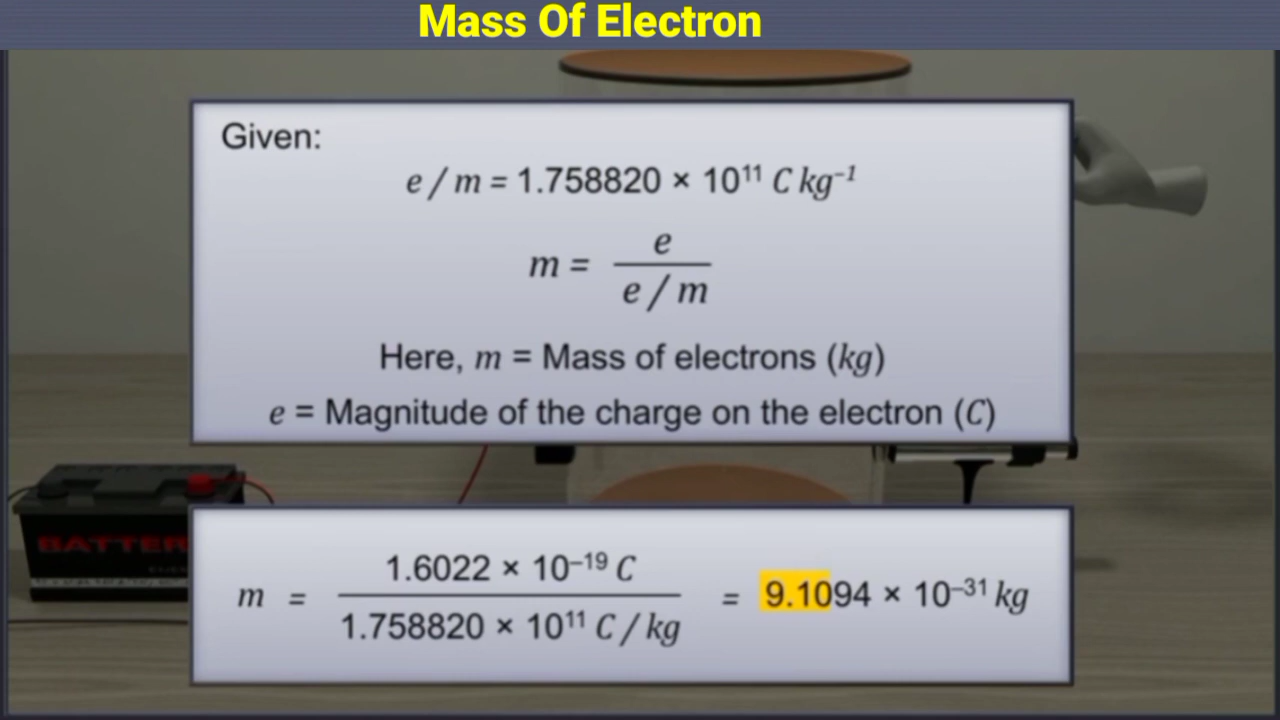 Mass Of Electron
Given:
e / m = 1.758820 × 10¹¹ C kg⁻¹
m = e / e / m
Here, m = Mass of electrons (kg)
e = Magnitude of the charge on the electron (C)
BATTER
m = 1.6022 × 10⁻¹⁹ C / 1.758820 × 10¹¹ C / kg = 9.1094 × 10⁻³¹ kg